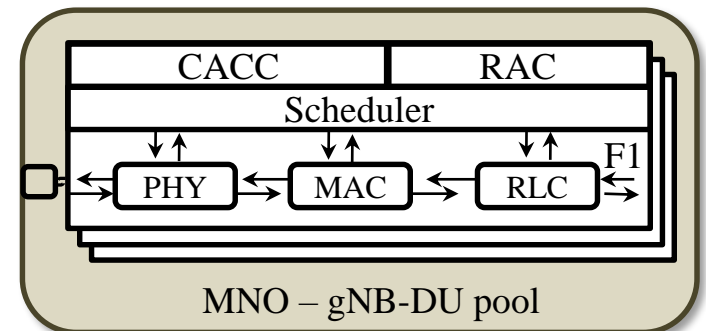 CACC RAC
Scheduler
F1
PHY MAC RLC
MNO – gNB-DU pool